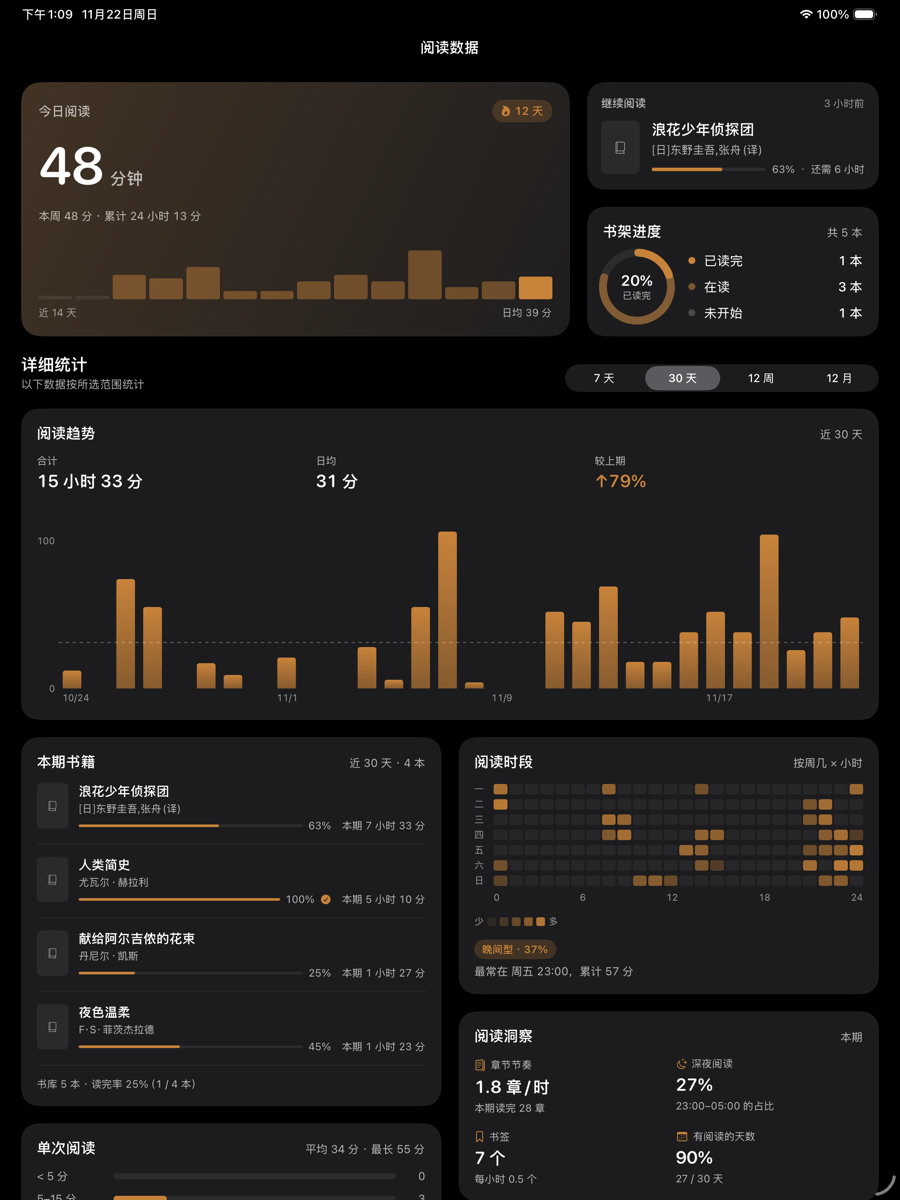 下午1:09 11月22日周日
100%
阅读数据
今日阅读
12 天
48 分钟
本周 48 分 · 累计 24 小时 13 分
近 14 天
日均 39 分
继续阅读
3 小时前
浪花少年侦探团
[日]东野圭吾,张舟(译)
63% · 还需 6 小时
书架进度
共 5 本
20%
已读完
已读完 1 本
在读 3 本
未开始 1 本
详细统计
以下数据按所选范围统计
7 天 30 天 12 周 12 月
阅读趋势
近 30 天
合计 日均 较上期
15 小时 33 分 31 分 ↑79%
100
0
10/24 11/1 11/9 11/17
本期书籍
近 30 天 · 4 本
浪花少年侦探团
[日]东野圭吾,张舟(译)
63% 本期 7 小时 33 分
人类简史
尤瓦尔 · 赫拉利
100% 本期 5 小时 10 分
献给阿尔吉侬的花束
丹尼尔 · 凯斯
25% 本期 1 小时 27 分
夜色温柔
F·S·菲茨杰拉德
45% 本期 1 小时 23 分
书库 5 本 · 读完率 25% (1 / 4 本)
阅读时段
按周几 × 小时
一
二
三
四
五
六
日
0 6 12 18 24
少 多
晚间型 · 37%
最常在 周五 23:00，累计 57 分
阅读洞察
本期
章节节奏
1.8 章/时
本期读完 28 章
深夜阅读
27%
23:00–05:00 的占比
书签
7 个
每小时 0.5 个
有阅读的天数
90%
27 / 30 天
单次阅读
平均 34 分 · 最长 55 分
< 5 分 0
5–15 分 3